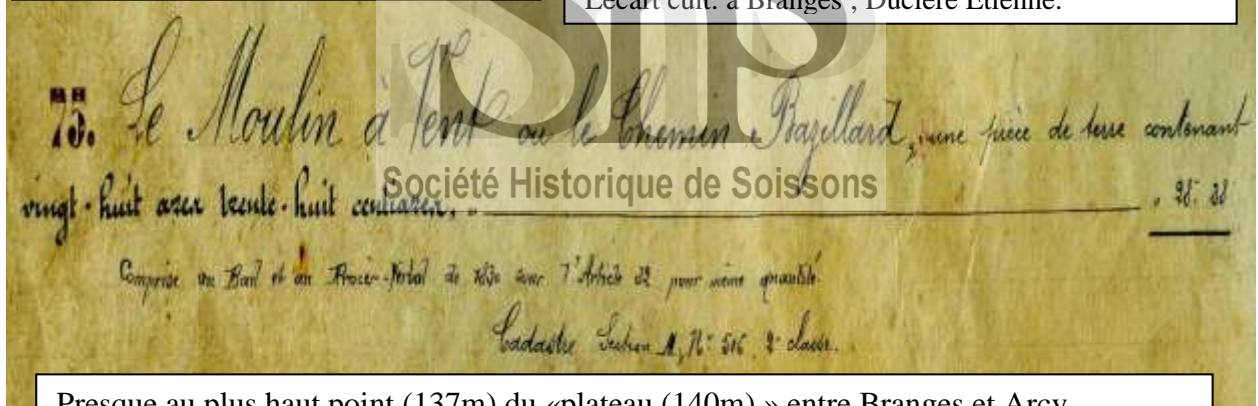 Lécart cult. à Branges , Duclère Etienne.
75. Le Moulin à Vent ou le Chemin Bazillard, une pièce de terre contenant
vingt-huit ares trente-huit centiares. 28. 38
Société Historique de Soissons
Comprise au Bail et au Procès-Verbal de avec l'Article 22 pour même quantité.
Cadastre Section A, N° 516 2e classe.
Presque au plus haut point (137m) du «plateau (140m) » entre Branges et Arcy